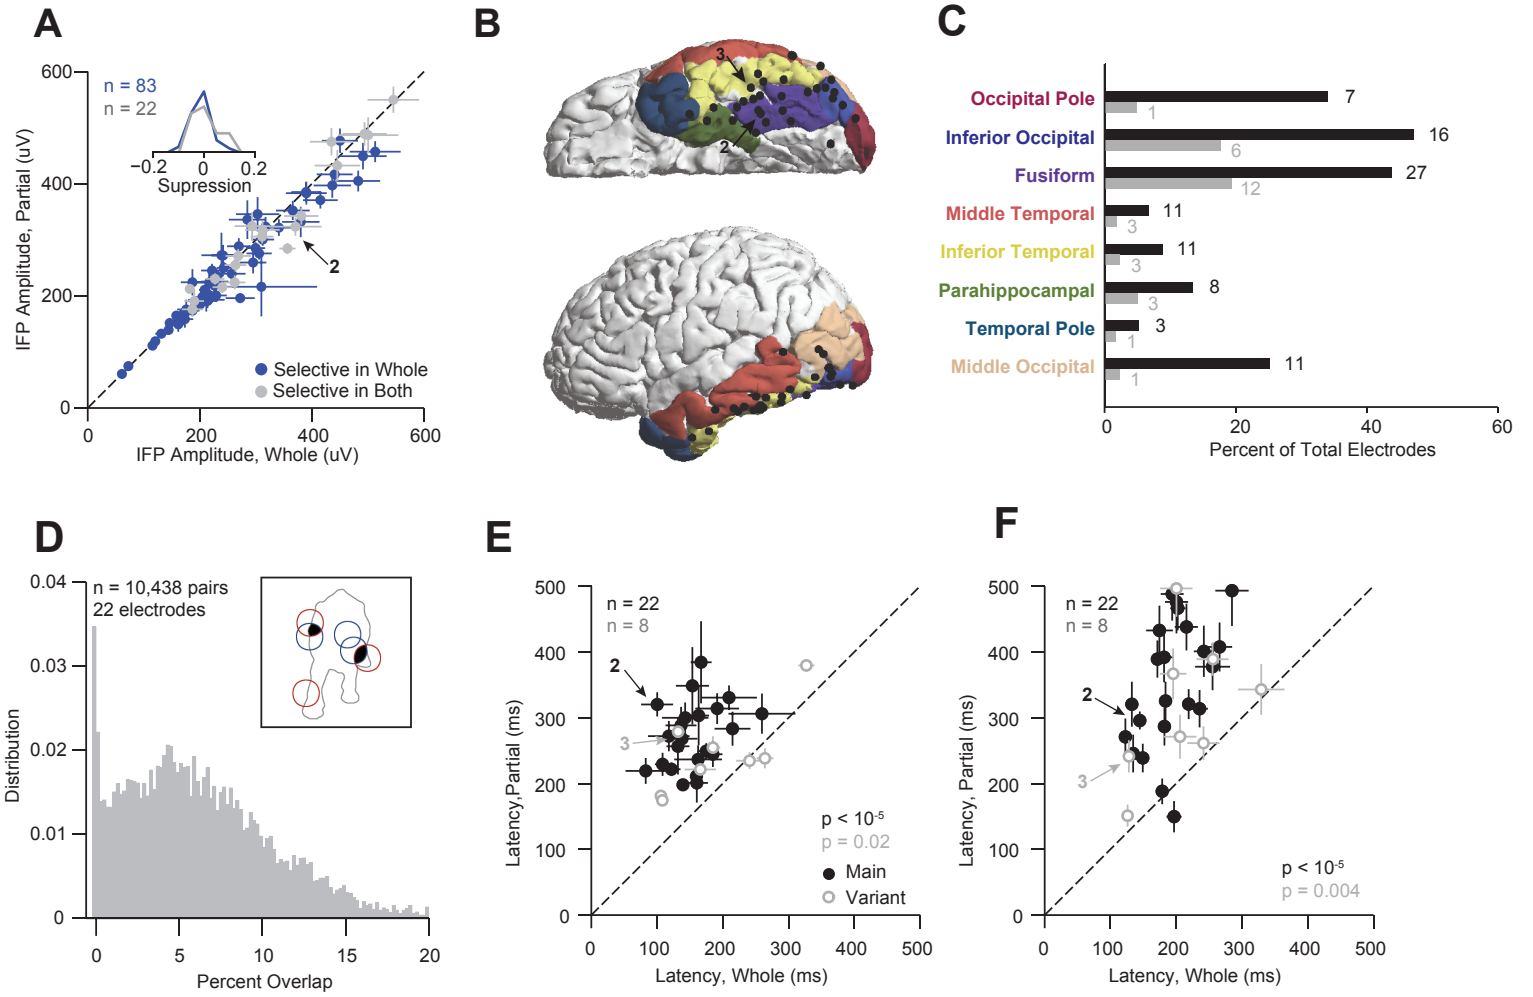 A
600
400
200
0
0
200
400
600
IFP Amplitude, Partial (uV)
IFP Amplitude, Whole (uV)
n = 83
n = 22
−0.2
0
0.2
Supression
2
Selective in Whole
Selective in Both
B
3
2
C
Occipital Pole
7
1
Inferior Occipital
16
6
Fusiform
27
12
Middle Temporal
11
3
Inferior Temporal
11
3
Parahippocampal
8
3
Temporal Pole
3
1
Middle Occipital
11
1
0
20
40
60
Percent of Total Electrodes
D
0.04
0.03
0.02
0.01
0
Distribution
n = 10,438 pairs
22 electrodes
0
5
10
15
20
Percent Overlap
E
500
400
300
200
100
0
Latency,Partial (ms)
n = 22
n = 8
2
3
p < 10-5
p = 0.02
Main
Variant
0
100
200
300
400
500
Latency, Whole (ms)
F
500
400
300
200
100
0
Latency, Partial (ms)
n = 22
n = 8
2
3
p < 10-5
p = 0.004
0
100
200
300
400
500
Latency, Whole (ms)